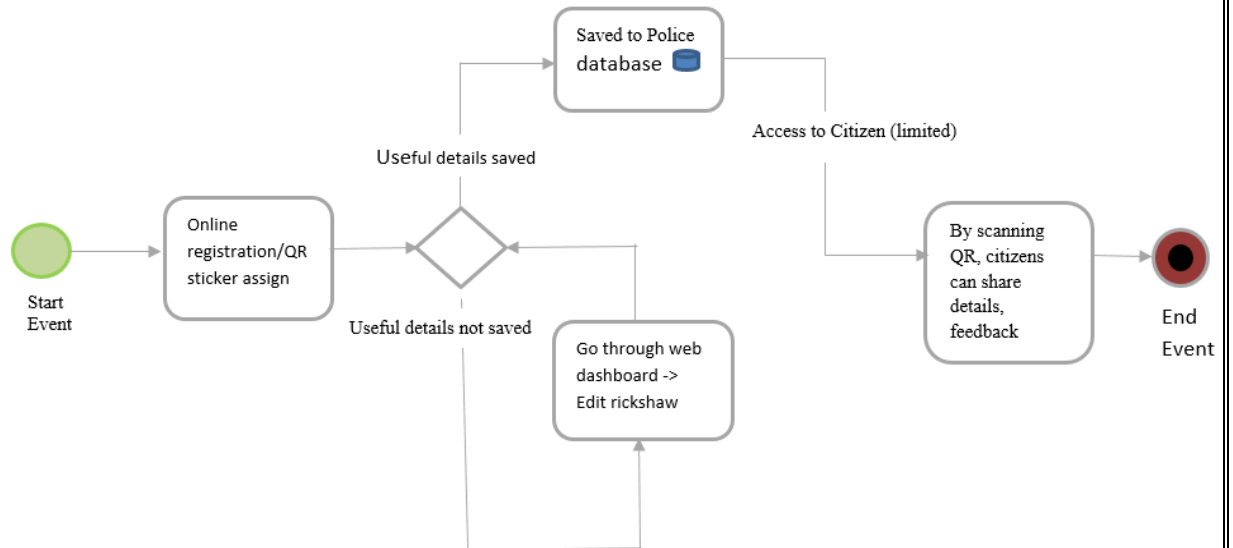 Saved to Police
database
Access to Citizen (limited)
Useful details saved
Online
registration/QR
sticker assign
By scanning
QR, citizens
can share
details,
feedback
Start
Event
Useful details not saved
Go through web
dashboard ->
Edit rickshaw
End
Event